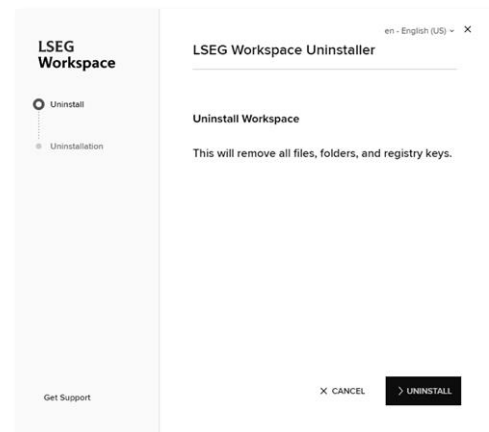 en - English (US)
LSEG
Workspace
LSEG Workspace Uninstaller
Uninstall
Uninstallation
Uninstall Workspace
This will remove all files, folders, and registry keys.
Get Support
CANCEL
UNINSTALL